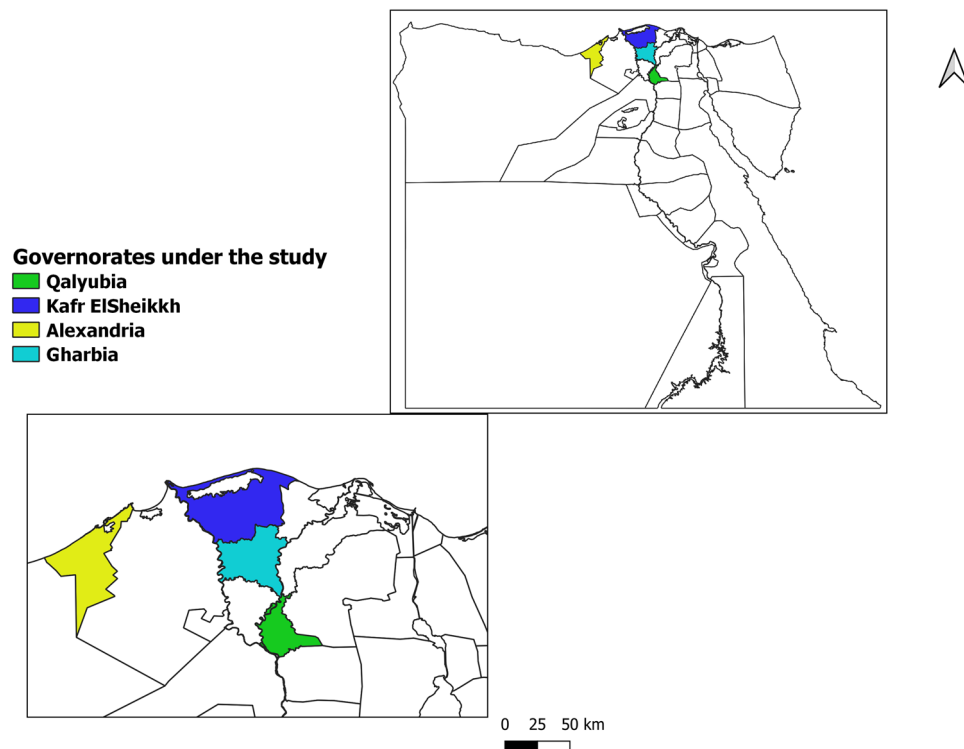 Governorates under the study
Qalyubia
Kafr ElSheikkh
Alexandria
Gharbia
0 25 50 km